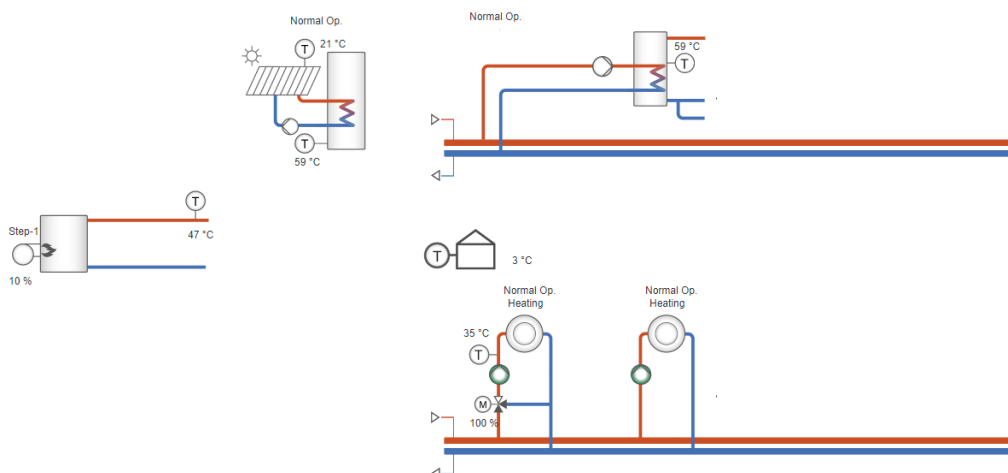 Normal Op.
T
21 °C
T
59 °C
Normal Op.
59 °C
T
T
47 °C
Step-1
10 %
T
3 °C
Normal Op.
Heating
35 °C
T
M
100 %
Normal Op.
Heating